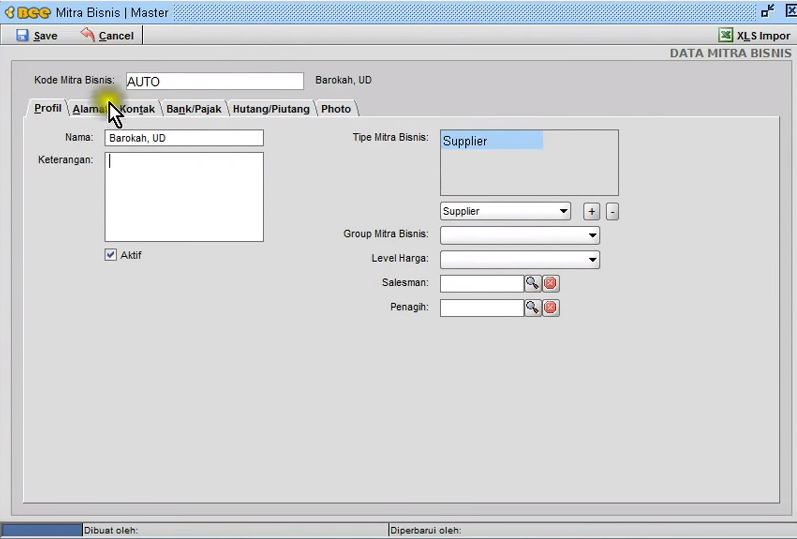 BEE Mitra Bisnis | Master
Save Cancel XLS Impor
DATA MITRA BISNIS
Kode Mitra Bisnis: AUTO Barokah, UD
Profil Alama Kontak Bank/Pajak Hutang/Piutang Photo
Nama: Barokah, UD Tipe Mitra Bisnis: Supplier
Keterangan:
Supplier + -
Group Mitra Bisnis:
Aktif Level Harga:
Salesman:
Penagih:
Dibuat oleh: Diperbarui oleh: